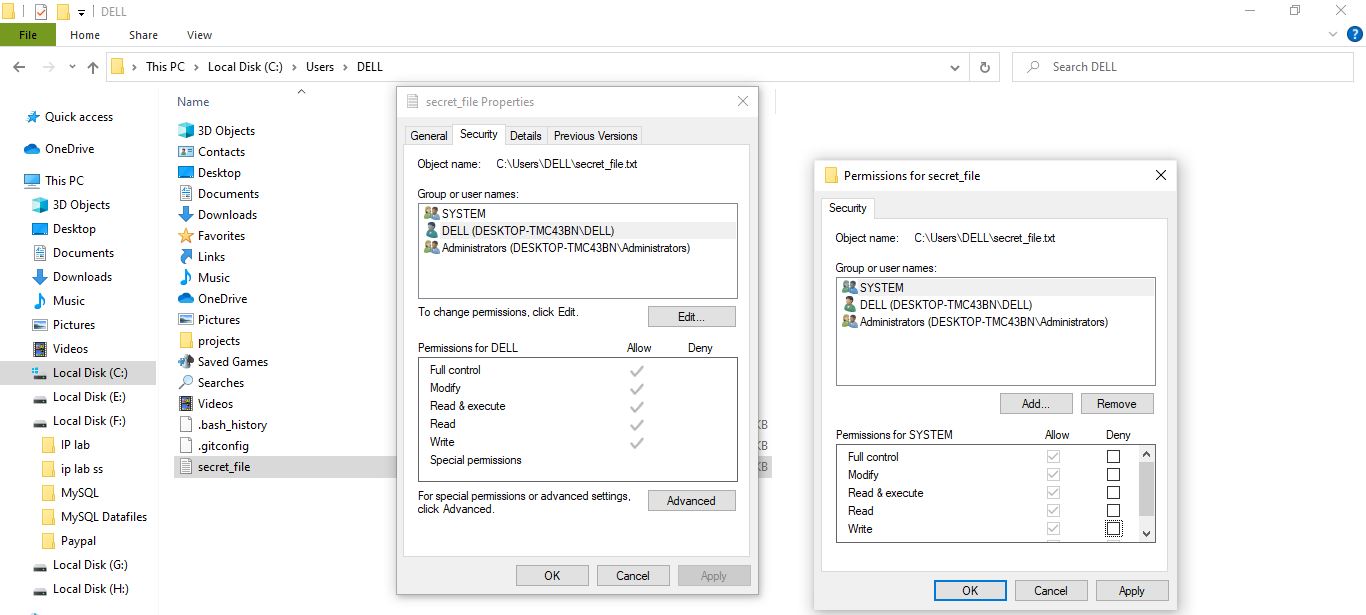 DELL
File Home Share View
This PC Local Disk (C:) Users DELL
Search DELL
Quick access
OneDrive
This PC
3D Objects
Desktop
Documents
Downloads
Music
Pictures
Videos
Local Disk (C:)
Local Disk (E:)
Local Disk (F:)
IP lab
ip lab ss
MySQL
MySQL Datafiles
Paypal
Local Disk (G:)
Local Disk (H:)
Name
3D Objects
Contacts
Desktop
Documents
Downloads
Favorites
Links
Music
OneDrive
Pictures
projects
Saved Games
Searches
Videos
.bash_history
.gitconfig
secret_file
KB
KB
KB
secret_file Properties
General Security Details Previous Versions
Object name: C:\Users\DELL\secret_file.txt
Group or user names:
SYSTEM
DELL (DESKTOP-TMC43BN\DELL)
Administrators (DESKTOP-TMC43BN\Administrators)
To change permissions, click Edit. Edit...
Permissions for DELL Allow Deny
Full control
Modify
Read & execute
Read
Write
Special permissions
For special permissions or advanced settings,
click Advanced.
Advanced
OK Cancel Apply
Permissions for secret_file
Security
Object name: C:\Users\DELL\secret_file.txt
Group or user names:
SYSTEM
DELL (DESKTOP-TMC43BN\DELL)
Administrators (DESKTOP-TMC43BN\Administrators)
Add... Remove
Permissions for SYSTEM Allow Deny
Full control
Modify
Read & execute
Read
Write
OK Cancel Apply